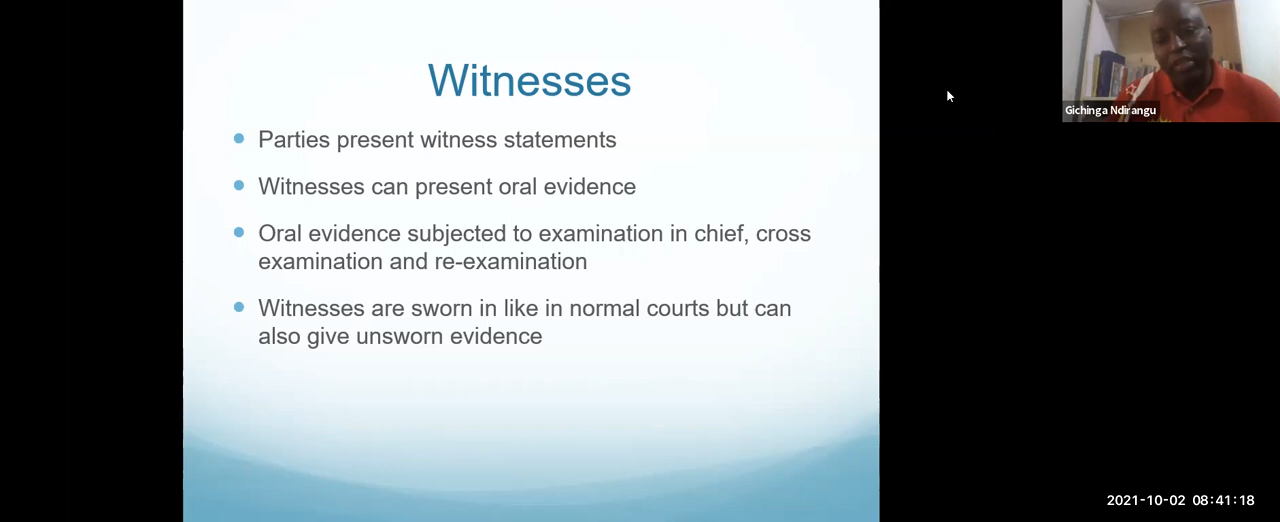 Witnesses
Parties present witness statements
Witnesses can present oral evidence
Oral evidence subjected to examination in chief, cross
examination and re-examination
Witnesses are sworn in like in normal courts but can
also give unsworn evidence
Gichinga Ndirangu
2021-10-02 08:41:18